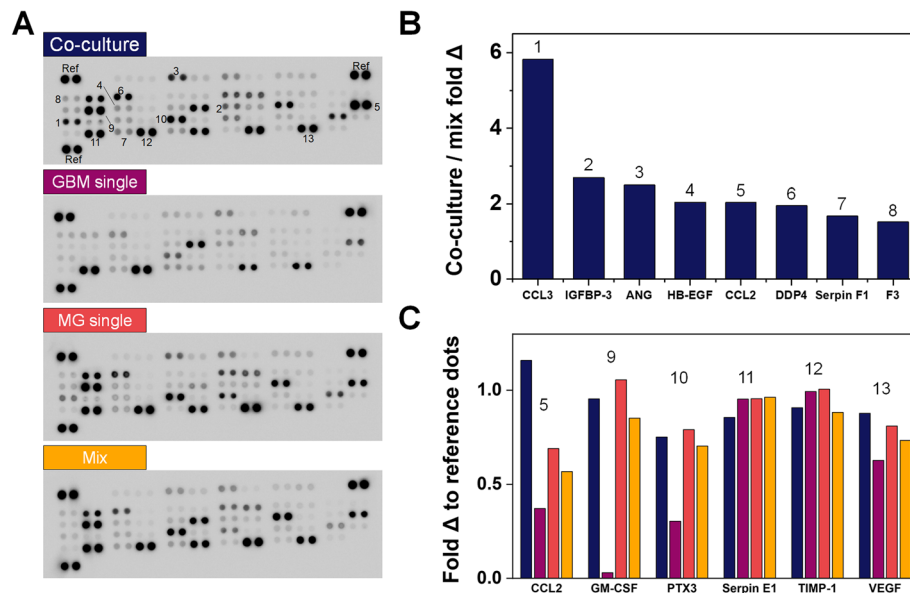 A
Co-culture
Ref
3
Ref
4
6
8
2
5
1
10
9
11
7
12
13
Ref
GBM single
MG single
Mix
B
Co-culture / mix fold Δ
6
4
2
0
1
2
3
4
5
6
7
8
CCL3 IGFBP-3 ANG HB-EGF CCL2 DDP4 Serpin F1 F3
C
Fold Δ to reference dots
1.0
0.5
0.0
5
9
10
11
12
13
CCL2 GM-CSF PTX3 Serpin E1 TIMP-1 VEGF